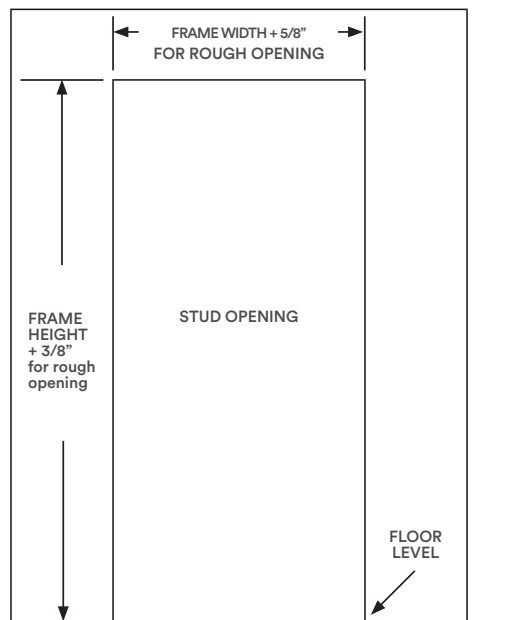 FRAME WIDTH + 5/8”
FOR ROUGH OPENING
STUD OPENING
FRAME
HEIGHT
+ 3/8”
for rough
opening
FLOOR
LEVEL